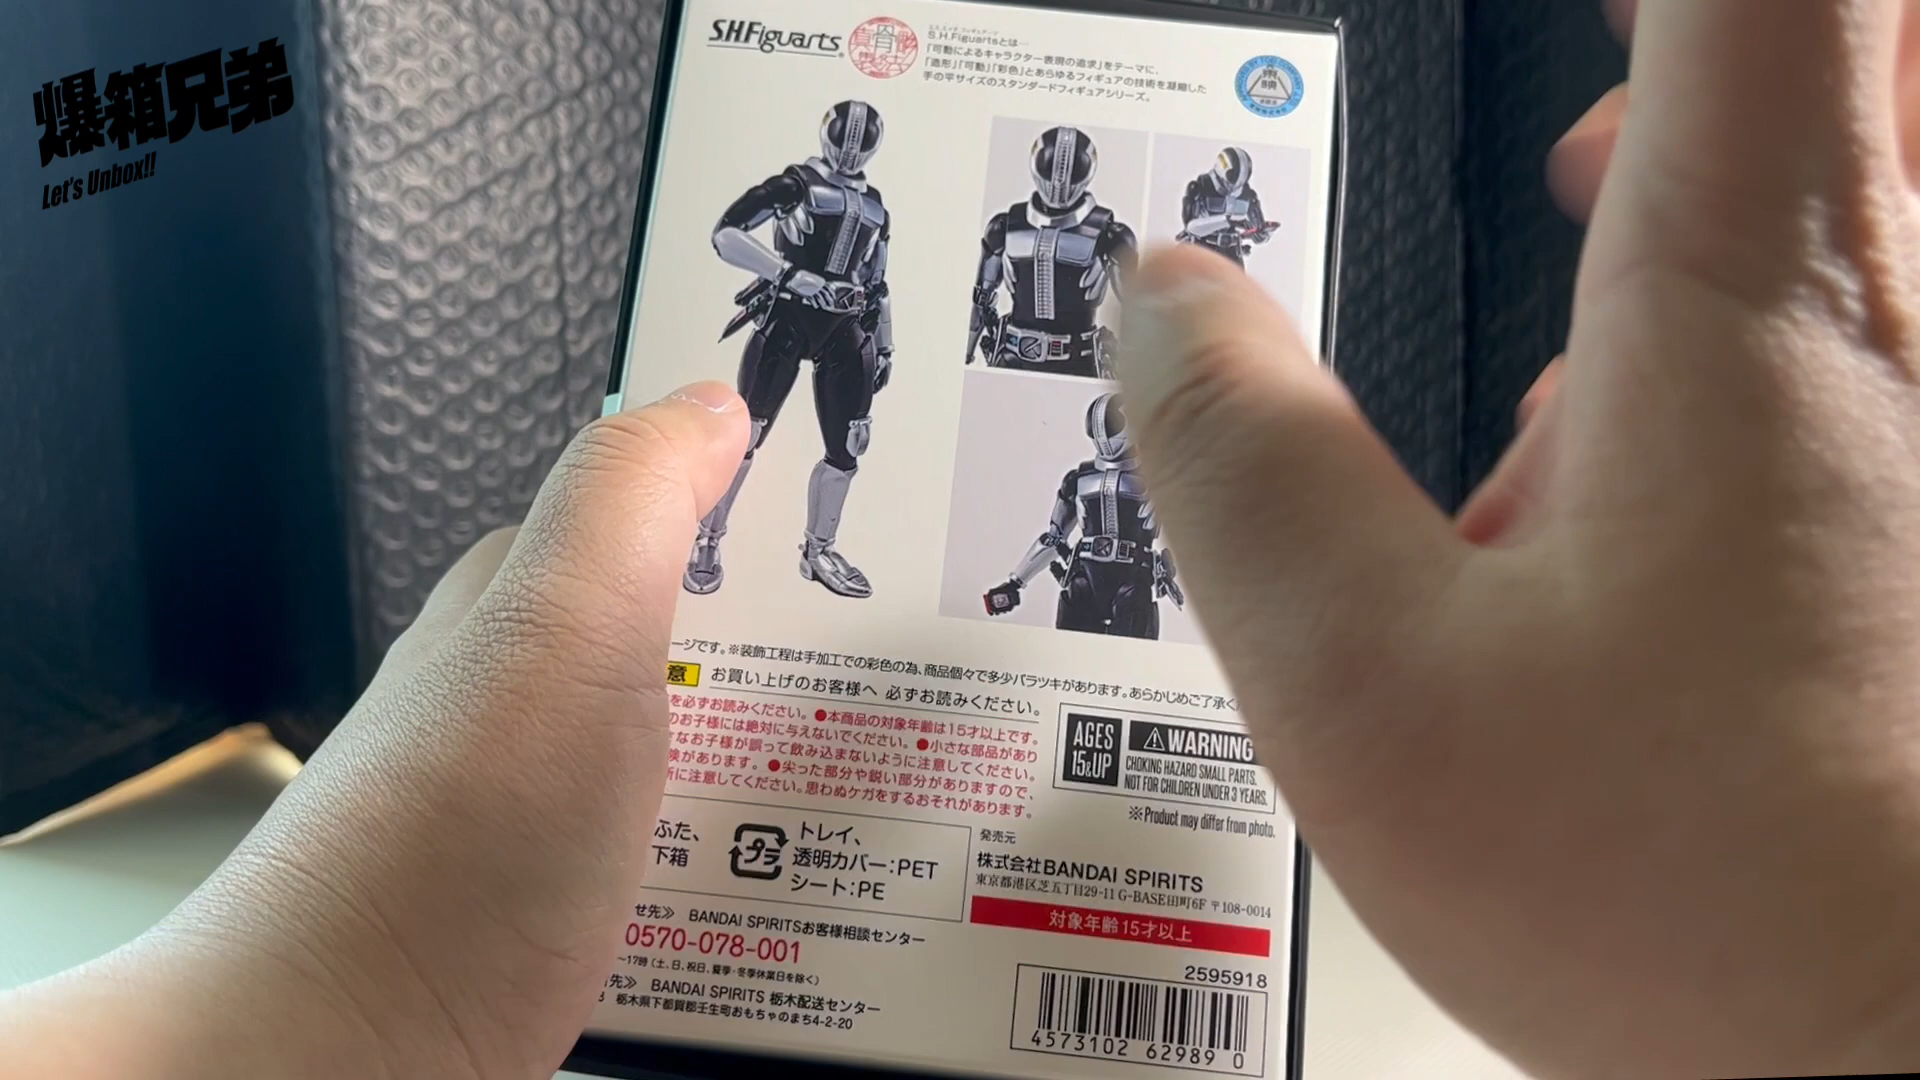 爆箱兄弟
Let's Unbox!!
S.H.Figuarts
真骨彫製法
S.H.Figuartsとは…
「可動によるキャラクター表現の追求」をテーマに、
「造形」「可動」「彩色」とあらゆるフィギュアの技術を凝縮した
手の平サイズのスタンダードフィギュアシリーズ。
ージです。※装飾工程は手加工での彩色の為、商品個々で多少バラツキがあります。あらかじめご了承く
意 お買い上げのお客様へ 必ずお読みください。
を必ずお読みください。●本商品の対象年齢は15才以上です。
のお子様には絶対に与えないでください。●小さな部品があり
なお子様が誤って飲み込まないように注意してください。
険があります。●尖った部分や鋭い部分がありますので、
所に注意してください。思わぬケガをするおそれがあります。
AGES
15&UP
WARNING
CHOKING HAZARD SMALL PARTS.
NOT FOR CHILDREN UNDER 3 YEARS.
※Product may differ from photo.
ふた、
下箱
プラ
トレイ、
透明カバー:PET
シート:PE
発売元
株式会社BANDAI SPIRITS
東京都港区芝五丁目29-11 G-BASE田町6F 〒108-0014
対象年齢15才以上
せ先≫ BANDAI SPIRITSお客様相談センター
0570-078-001
～17時(土、日、祝日、夏季・冬季休業日を除く)
先≫ BANDAI SPIRITS 栃木配送センター
栃木県下都賀郡壬生町おもちゃのまち4-2-20
2595918
4573102 62989 0